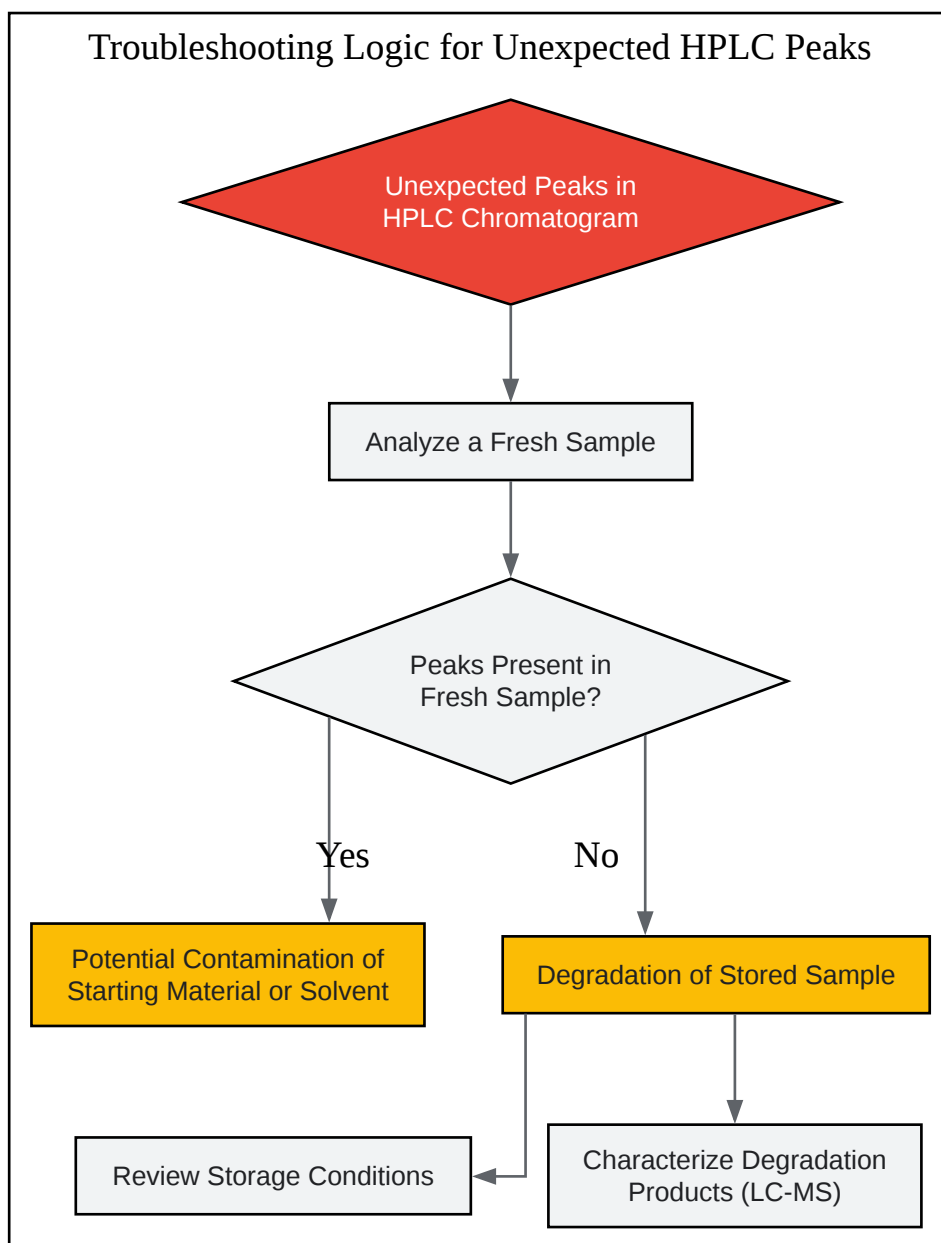 Troubleshooting Logic for Unexpected HPLC Peaks
Unexpected Peaks in
HPLC Chromatogram
Analyze a Fresh Sample
Peaks Present in
Fresh Sample?
Yes
No
Potential Contamination of
Starting Material or Solvent
Degradation of Stored Sample
Review Storage Conditions
Characterize Degradation
Products (LC-MS)